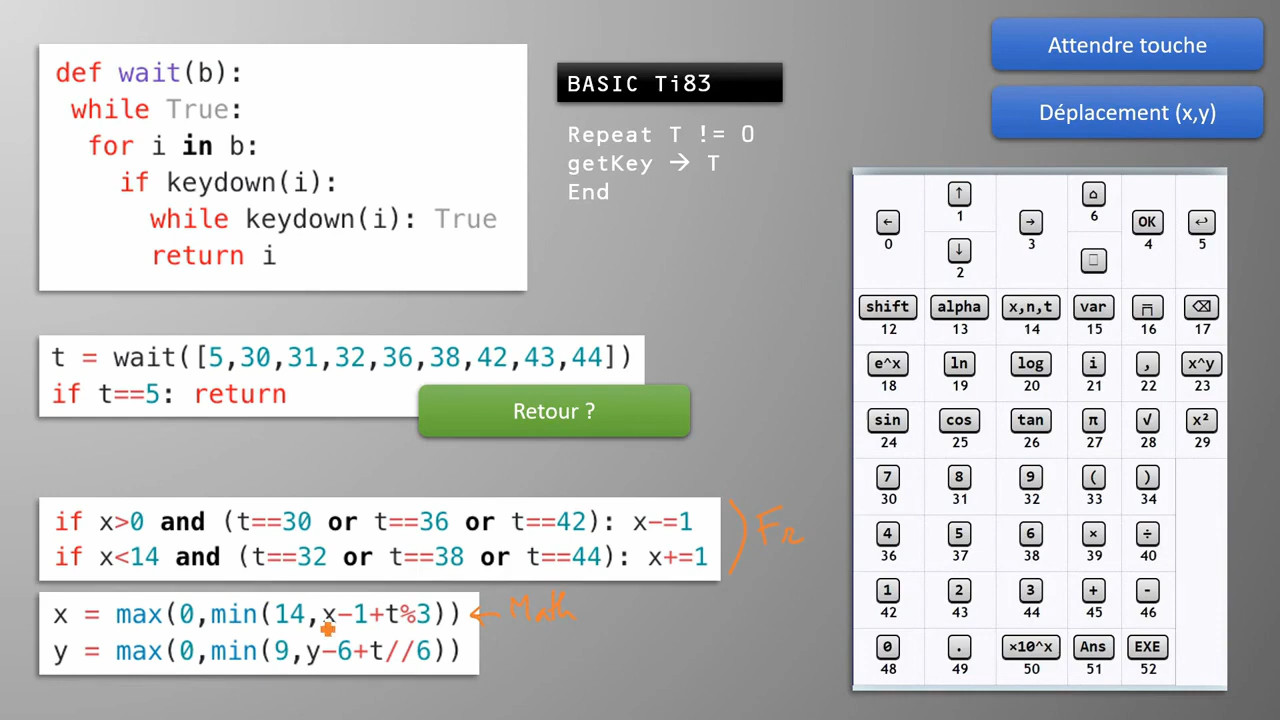 def wait(b):
while True:
for i in b:
if keydown(i):
while keydown(i): True
return i
BASIC Ti83
Repeat T != 0
getKey → T
End
Attendre touche
Déplacement (x,y)
t = wait([5,30,31,32,36,38,42,43,44])
if t==5: return
Retour ?
if x>0 and (t==30 or t==36 or t==42): x-=1
if x<14 and (t==32 or t==38 or t==44): x+=1
Fr
x = max(0,min(14,x-1+t%3))
← Math
y = max(0,min(9,y-6+t//6))
← ↑ ↓ → ⌂ OK ↩
0 1 2 3 6 4 5
shift alpha x,n,t var ⌫
12 13 14 15 16 17
e^x ln log i , x^y
18 19 20 21 22 23
sin cos tan π √ x²
24 25 26 27 28 29
7 8 9 ( )
30 31 32 33 34
4 5 6 × ÷
36 37 38 39 40
1 2 3 + -
42 43 44 45 46
0 . ×10^x Ans EXE
48 49 50 51 52